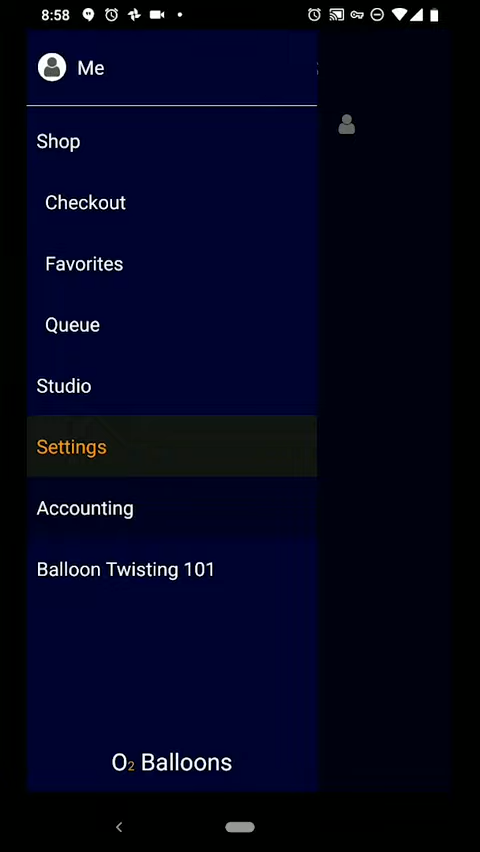 8:58
Me
Shop
Checkout
Favorites
Queue
Studio
Settings
Accounting
Balloon Twisting 101
O₂ Balloons